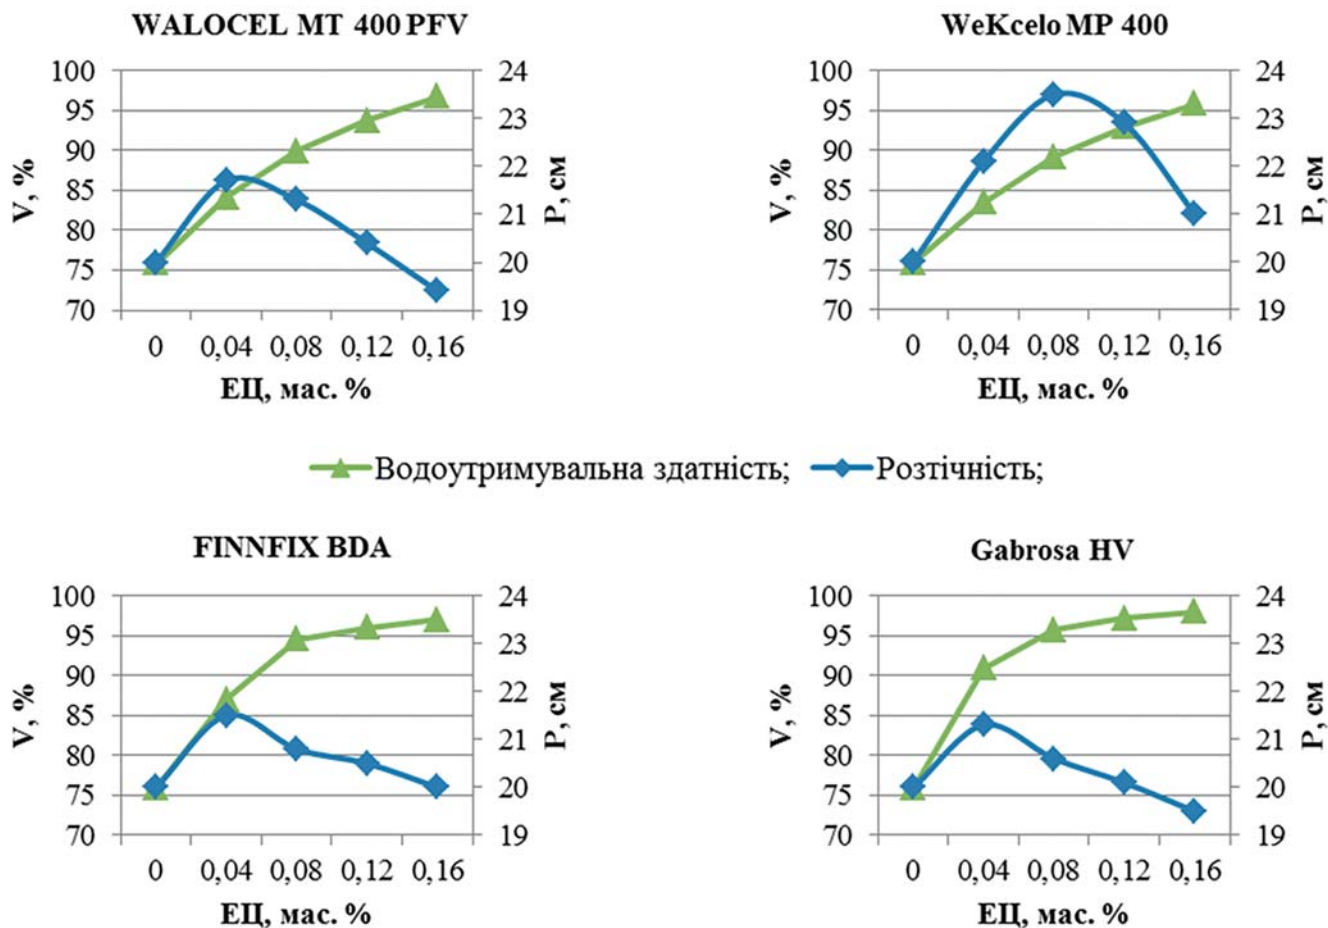 WALOCEL MT 400 PFV
100
95
90
85
80
75
70
V, %
24
23
22
21
20
19
Р, см
0 0,04 0,08 0,12 0,16
ЕЦ, мас. %
WeKcelo MP 400
100
95
90
85
80
75
70
V, %
24
23
22
21
20
19
Р, см
0 0,04 0,08 0,12 0,16
ЕЦ, мас. %
Водоутримувальна здатність; Розтічність;
FINNFIX BDA
100
95
90
85
80
75
70
V, %
24
23
22
21
20
19
Р, см
0 0,04 0,08 0,12 0,16
ЕЦ, мас. %
Gabrosa HV
100
95
90
85
80
75
70
V, %
24
23
22
21
20
19
Р, см
0 0,04 0,08 0,12 0,16
ЕЦ, мас. %